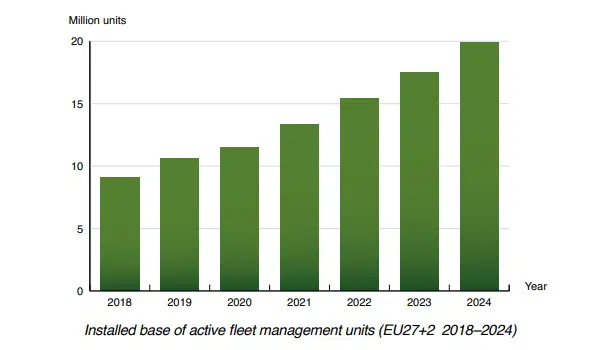 Million units
20
15
10
5
0
2018 2019 2020 2021 2022 2023 2024
Year
Installed base of active fleet management units (EU27+2 2018–2024)